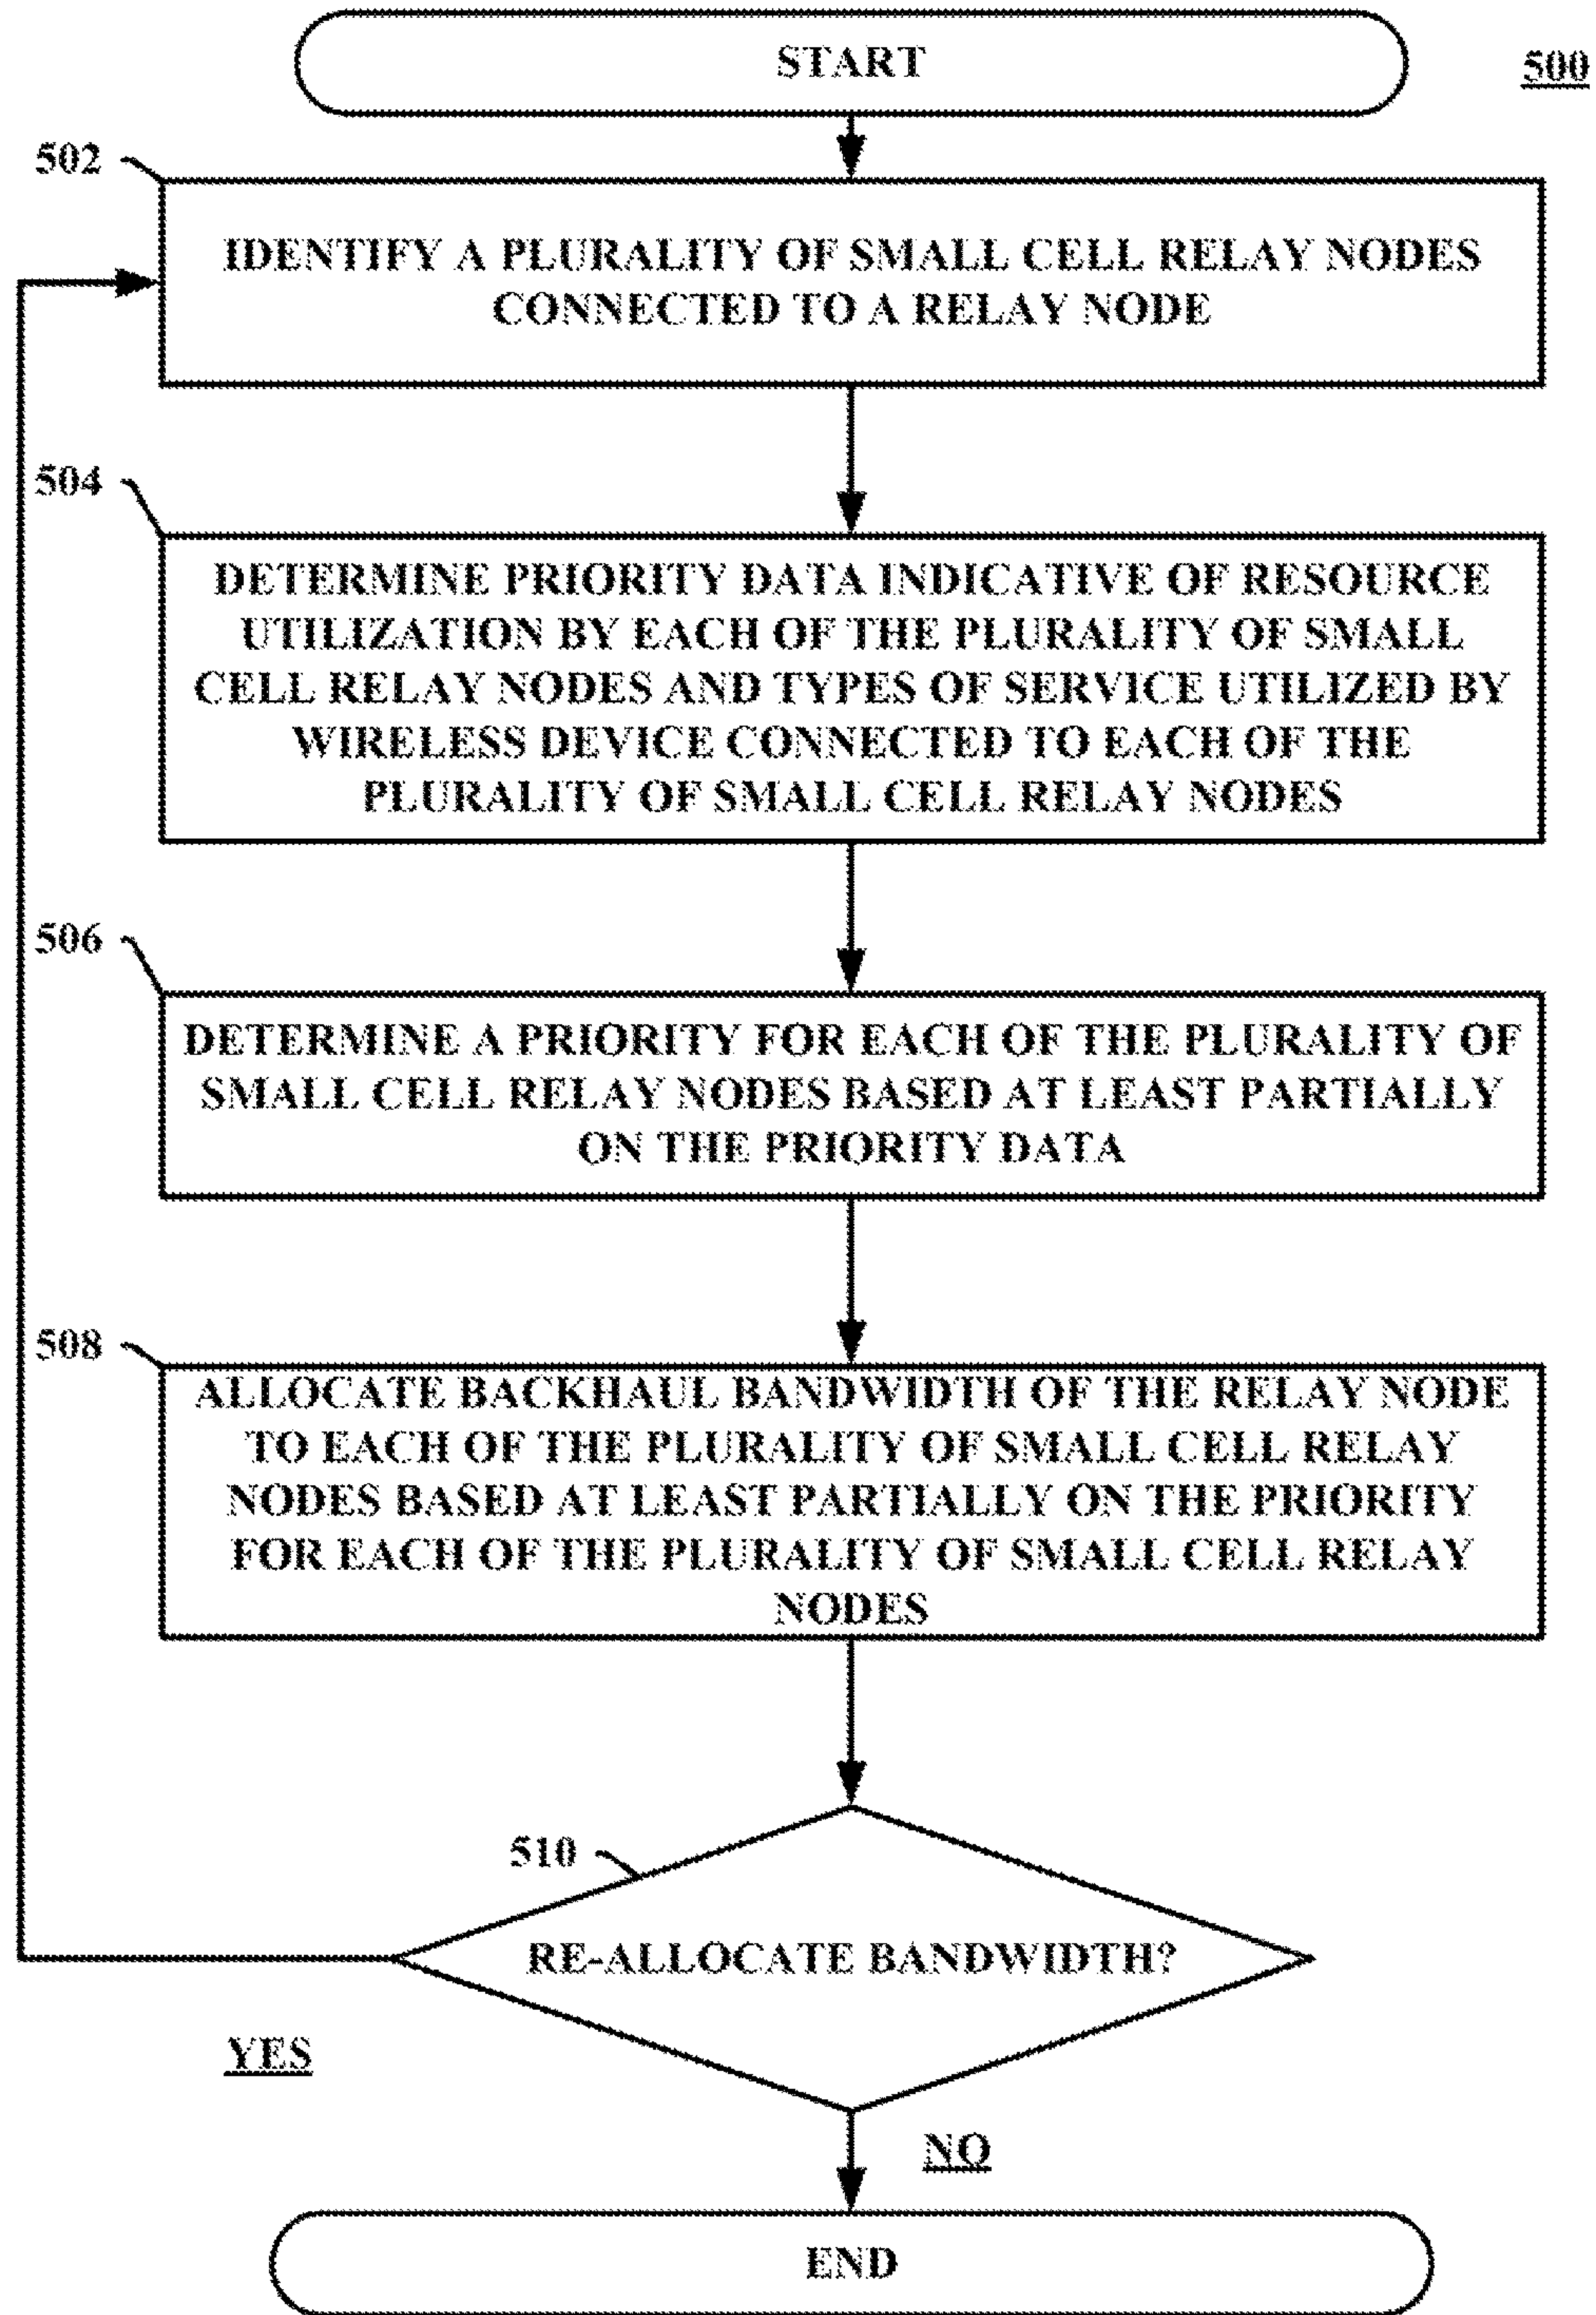 START
500
502
IDENTIFY A PLURALITY OF SMALL CELL RELAY NODES
CONNECTED TO A RELAY NODE
504
DETERMINE PRIORITY DATA INDICATIVE OF RESOURCE
UTILIZATION BY EACH OF THE PLURALITY OF SMALL
CELL RELAY NODES AND TYPES OF SERVICE UTILIZED BY
WIRELESS DEVICE CONNECTED TO EACH OF THE
PLURALITY OF SMALL CELL RELAY NODES
506
DETERMINE A PRIORITY FOR EACH OF THE PLURALITY OF
SMALL CELL RELAY NODES BASED AT LEAST PARTIALLY
ON THE PRIORITY DATA
508
ALLOCATE BACKHAUL BANDWIDTH OF THE RELAY NODE
TO EACH OF THE PLURALITY OF SMALL CELL RELAY
NODES BASED AT LEAST PARTIALLY ON THE PRIORITY
FOR EACH OF THE PLURALITY OF SMALL CELL RELAY
NODES
510
RE-ALLOCATE BANDWIDTH?
YES
NO
END